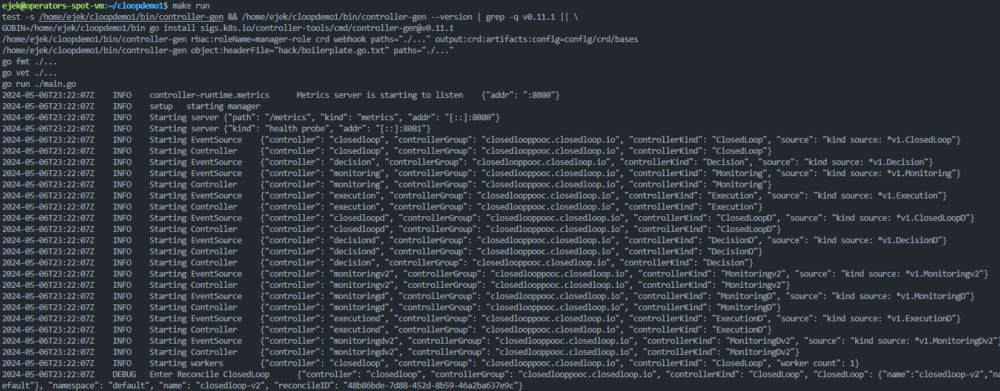 ejek@operators-spot-vm:~/cloopdemo1$ make run
test -s /home/ejek/cloopdemo1/bin/controller-gen && /home/ejek/cloopdemo1/bin/controller-gen --version | grep -q v0.11.1 || \
GOBIN=/home/ejek/cloopdemo1/bin go install sigs.k8s.io/controller-tools/cmd/controller-gen@v0.11.1
/home/ejek/cloopdemo1/bin/controller-gen rbac:roleName=manager-role crd webhook paths="./..." output:crd:artifacts:config=config/crd/bases
/home/ejek/cloopdemo1/bin/controller-gen object:headerFile="hack/boilerplate.go.txt" paths="./..."
go fmt ./...
go vet ./...
go run ./main.go
2024-05-06T23:22:07Z INFO controller-runtime.metrics Metrics server is starting to listen {"addr": ":8080"}
2024-05-06T23:22:07Z INFO setup starting manager
2024-05-06T23:22:07Z INFO Starting server {"path": "/metrics", "kind": "metrics", "addr": "[::]:8080"}
2024-05-06T23:22:07Z INFO Starting server {"kind": "health probe", "addr": "[::]:8081"}
2024-05-06T23:22:07Z INFO Starting EventSource {"controller": "closedloop", "controllerGroup": "closedlooppooc.closedloop.io", "controllerKind": "ClosedLoop", "source": "kind source: *v1.ClosedLoop"}
2024-05-06T23:22:07Z INFO Starting Controller {"controller": "closedloop", "controllerGroup": "closedlooppooc.closedloop.io", "controllerKind": "ClosedLoop"}
2024-05-06T23:22:07Z INFO Starting EventSource {"controller": "decision", "controllerGroup": "closedlooppooc.closedloop.io", "controllerKind": "Decision", "source": "kind source: *v1.Decision"}
2024-05-06T23:22:07Z INFO Starting EventSource {"controller": "monitoring", "controllerGroup": "closedlooppooc.closedloop.io", "controllerKind": "Monitoring", "source": "kind source: *v1.Monitoring"}
2024-05-06T23:22:07Z INFO Starting Controller {"controller": "monitoring", "controllerGroup": "closedlooppooc.closedloop.io", "controllerKind": "Monitoring"}
2024-05-06T23:22:07Z INFO Starting EventSource {"controller": "execution", "controllerGroup": "closedlooppooc.closedloop.io", "controllerKind": "Execution", "source": "kind source: *v1.Execution"}
2024-05-06T23:22:07Z INFO Starting Controller {"controller": "execution", "controllerGroup": "closedlooppooc.closedloop.io", "controllerKind": "Execution"}
2024-05-06T23:22:07Z INFO Starting EventSource {"controller": "closedloopd", "controllerGroup": "closedlooppooc.closedloop.io", "controllerKind": "ClosedLoopD", "source": "kind source: *v1.ClosedLoopD"}
2024-05-06T23:22:07Z INFO Starting Controller {"controller": "closedloopd", "controllerGroup": "closedlooppooc.closedloop.io", "controllerKind": "ClosedLoopD"}
2024-05-06T23:22:07Z INFO Starting EventSource {"controller": "decisiond", "controllerGroup": "closedlooppooc.closedloop.io", "controllerKind": "DecisionD", "source": "kind source: *v1.DecisionD"}
2024-05-06T23:22:07Z INFO Starting Controller {"controller": "decisiond", "controllerGroup": "closedlooppooc.closedloop.io", "controllerKind": "DecisionD"}
2024-05-06T23:22:07Z INFO Starting Controller {"controller": "decision", "controllerGroup": "closedlooppooc.closedloop.io", "controllerKind": "Decision"}
2024-05-06T23:22:07Z INFO Starting EventSource {"controller": "monitoringv2", "controllerGroup": "closedlooppooc.closedloop.io", "controllerKind": "Monitoringv2", "source": "kind source: *v1.Monitoringv2"}
2024-05-06T23:22:07Z INFO Starting Controller {"controller": "monitoringv2", "controllerGroup": "closedlooppooc.closedloop.io", "controllerKind": "Monitoringv2"}
2024-05-06T23:22:07Z INFO Starting EventSource {"controller": "monitoringd", "controllerGroup": "closedlooppooc.closedloop.io", "controllerKind": "MonitoringD", "source": "kind source: *v1.MonitoringD"}
2024-05-06T23:22:07Z INFO Starting Controller {"controller": "monitoringd", "controllerGroup": "closedlooppooc.closedloop.io", "controllerKind": "MonitoringD"}
2024-05-06T23:22:07Z INFO Starting EventSource {"controller": "executiond", "controllerGroup": "closedlooppooc.closedloop.io", "controllerKind": "ExecutionD", "source": "kind source: *v1.ExecutionD"}
2024-05-06T23:22:07Z INFO Starting Controller {"controller": "executiond", "controllerGroup": "closedlooppooc.closedloop.io", "controllerKind": "ExecutionD"}
2024-05-06T23:22:07Z INFO Starting EventSource {"controller": "monitoringdv2", "controllerGroup": "closedlooppooc.closedloop.io", "controllerKind": "MonitoringDv2", "source": "kind source: *v1.MonitoringDv2"}
2024-05-06T23:22:07Z INFO Starting Controller {"controller": "monitoringdv2", "controllerGroup": "closedlooppooc.closedloop.io", "controllerKind": "MonitoringDv2"}
2024-05-06T23:22:07Z INFO Starting workers {"controller": "closedloop", "controllerGroup": "closedlooppooc.closedloop.io", "controllerKind": "ClosedLoop", "worker count": 1}
2024-05-06T23:22:07Z DEBUG Enter Reconcile ClosedLoop {"controller": "closedloop", "controllerGroup": "closedlooppooc.closedloop.io", "controllerKind": "ClosedLoop", "ClosedLoop": {"name":"closedloop-v2","na
efault"}, "namespace": "default", "name": "closedloop-v2", "reconcileID": "48b86bde-7d88-452d-8b59-46a2ba637e9c"}